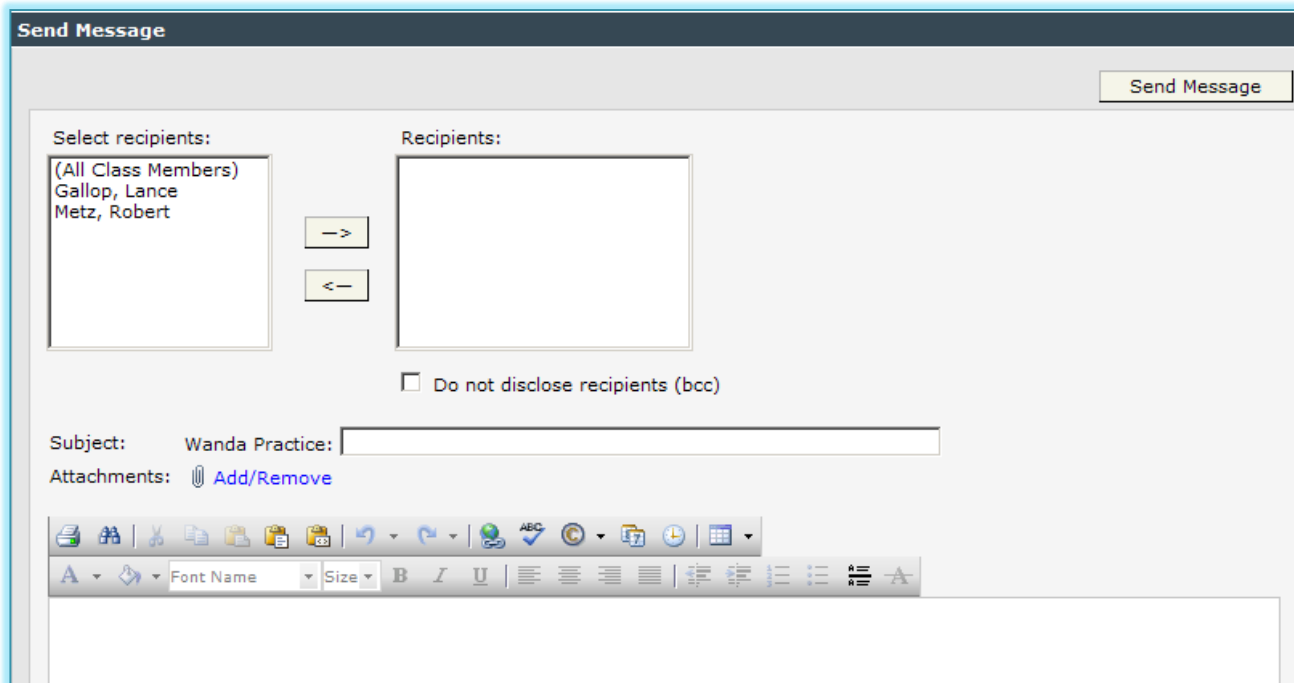 Send Message
Send Message
Select recipients:
Recipients:
(All Class Members)
Gallop, Lance
Metz, Robert
—>
<—
Do not disclose recipients (bcc)
Subject: Wanda Practice:
Attachments: Add/Remove
ABC
A Font Name Size B I U A